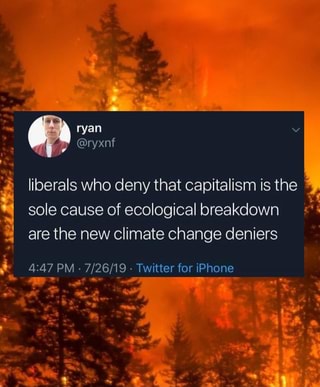 ryan
@ryxnf
liberals who deny that capitalism is the
sole cause of ecological breakdown
are the new climate change deniers
4:47 PM · 7/26/19 · Twitter for iPhone